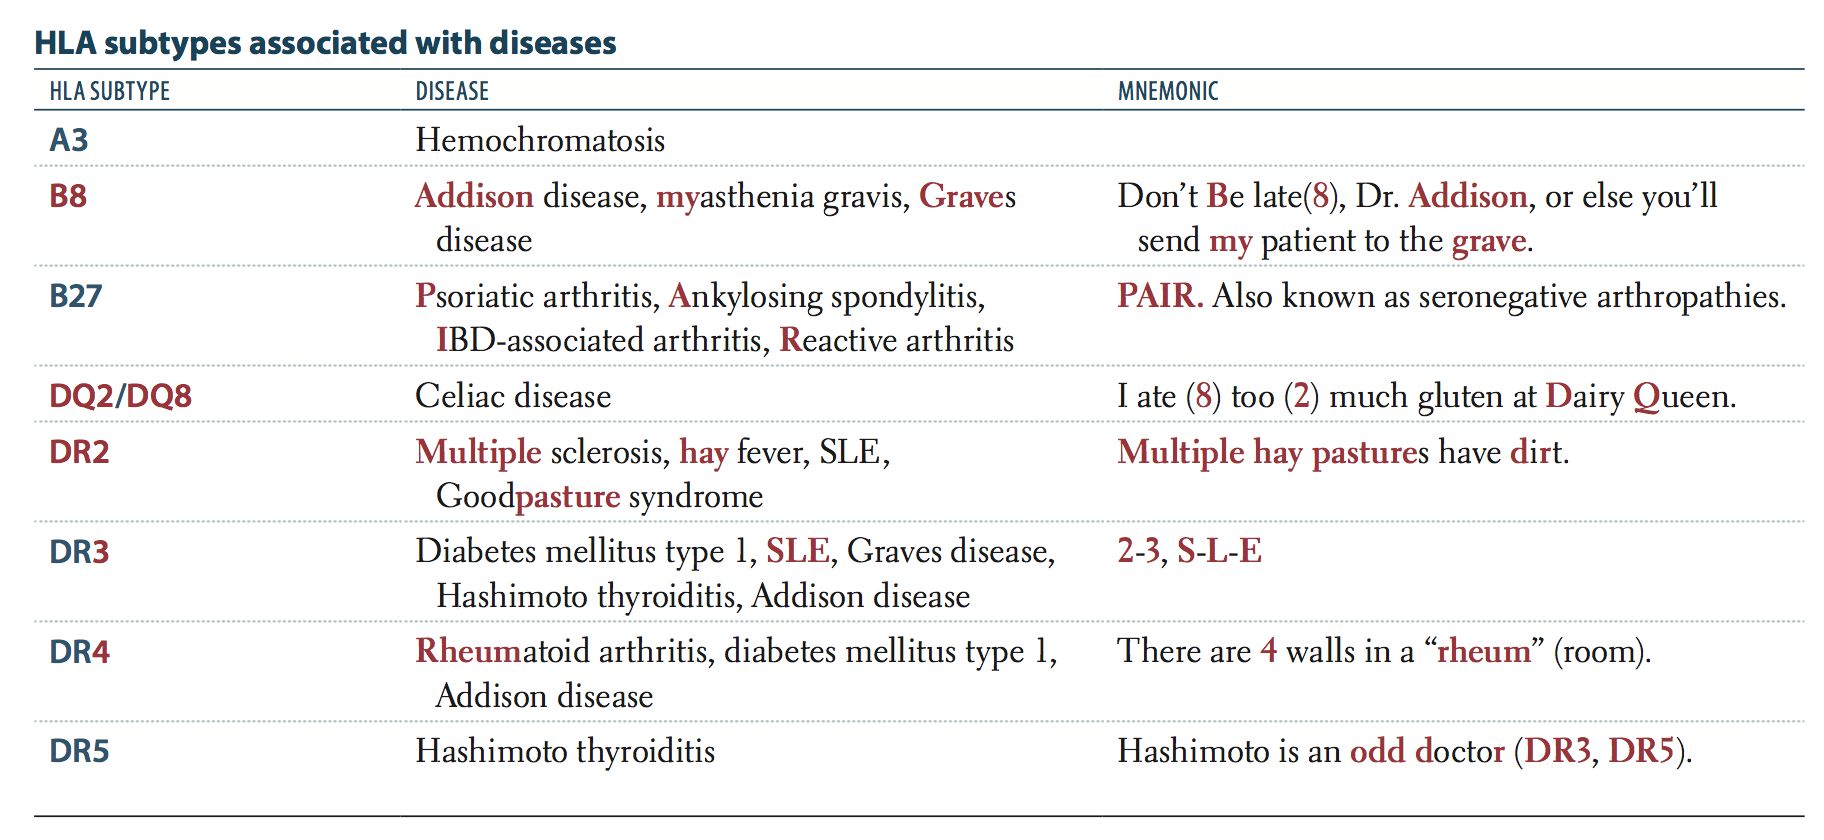 HLA subtypes associated with diseases
HLA SUBTYPE DISEASE MNEMONIC
A3 Hemochromatosis
B8 Addison disease, myasthenia gravis, Graves Don’t Be late(8), Dr. Addison, or else you’ll
disease send my patient to the grave.
B27 Psoriatic arthritis, Ankylosing spondylitis, PAIR. Also known as seronegative arthropathies.
IBD-associated arthritis, Reactive arthritis
DQ2/DQ8 Celiac disease I ate (8) too (2) much gluten at Dairy Queen.
DR2 Multiple sclerosis, hay fever, SLE, Multiple hay pastures have dirt.
Goodpasture syndrome
DR3 Diabetes mellitus type 1, SLE, Graves disease, 2-3, S-L-E
Hashimoto thyroiditis, Addison disease
DR4 Rheumatoid arthritis, diabetes mellitus type 1, There are 4 walls in a “rheum” (room).
Addison disease
DR5 Hashimoto thyroiditis Hashimoto is an odd doctor (DR3, DR5).